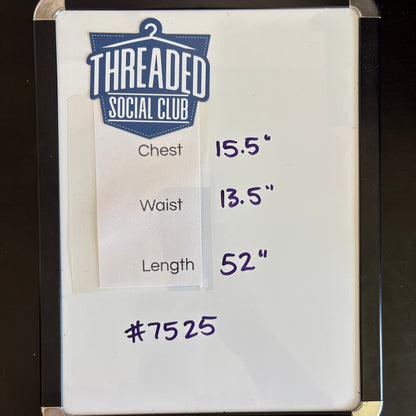 THREADED
SOCIAL CLUB
Chest 15.5"
Waist 13.5"
Length 52"
#7525